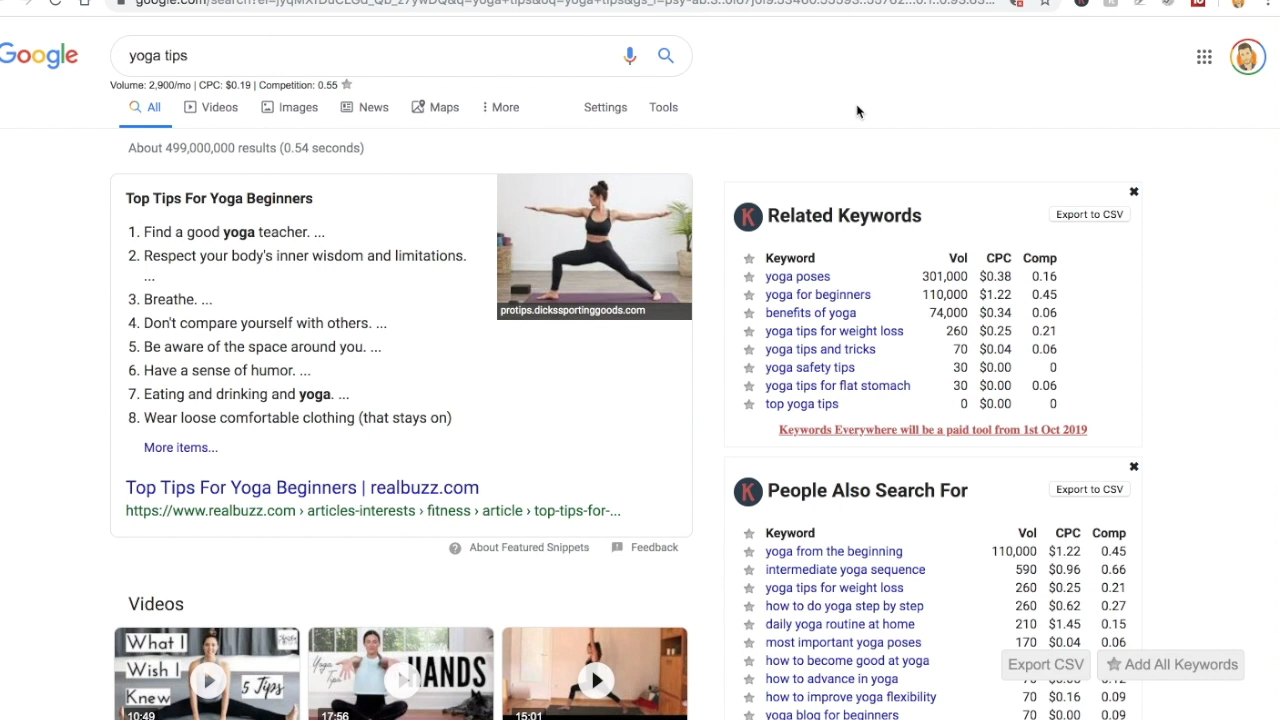 Google
yoga tips
Volume: 2,900/mo | CPC: $0.19 | Competition: 0.55
All Videos Images News Maps More Settings Tools
About 499,000,000 results (0.54 seconds)
Top Tips For Yoga Beginners
1. Find a good yoga teacher. ...
2. Respect your body's inner wisdom and limitations.
...
3. Breathe. ...
4. Don't compare yourself with others. ...
5. Be aware of the space around you. ...
6. Have a sense of humor. ...
7. Eating and drinking and yoga. ...
8. Wear loose comfortable clothing (that stays on)
More items...
protips.dickssportinggoods.com
Top Tips For Yoga Beginners | realbuzz.com
https://www.realbuzz.com › articles-interests › fitness › article › top-tips-for-...
About Featured Snippets Feedback
Videos
What I
Wish I
Knew
5 Tips
10:49
Yoga
Tips
HANDS
17:56
15:01
Related Keywords Export to CSV
Keyword Vol CPC Comp
yoga poses 301,000 $0.38 0.16
yoga for beginners 110,000 $1.22 0.45
benefits of yoga 74,000 $0.34 0.06
yoga tips for weight loss 260 $0.25 0.21
yoga tips and tricks 70 $0.04 0.06
yoga safety tips 30 $0.00 0
yoga tips for flat stomach 30 $0.00 0.06
top yoga tips 0 $0.00 0
Keywords Everywhere will be a paid tool from 1st Oct 2019
People Also Search For Export to CSV
Keyword Vol CPC Comp
yoga from the beginning 110,000 $1.22 0.45
intermediate yoga sequence 590 $0.96 0.66
yoga tips for weight loss 260 $0.25 0.21
how to do yoga step by step 260 $0.62 0.27
daily yoga routine at home 210 $1.45 0.15
most important yoga poses 170 $0.04 0.06
how to become good at yoga
how to advance in yoga
how to improve yoga flexibility 70 $0.16 0.09
yoga blog for beginners 70 $0.00 0.09
Export CSV Add All Keywords